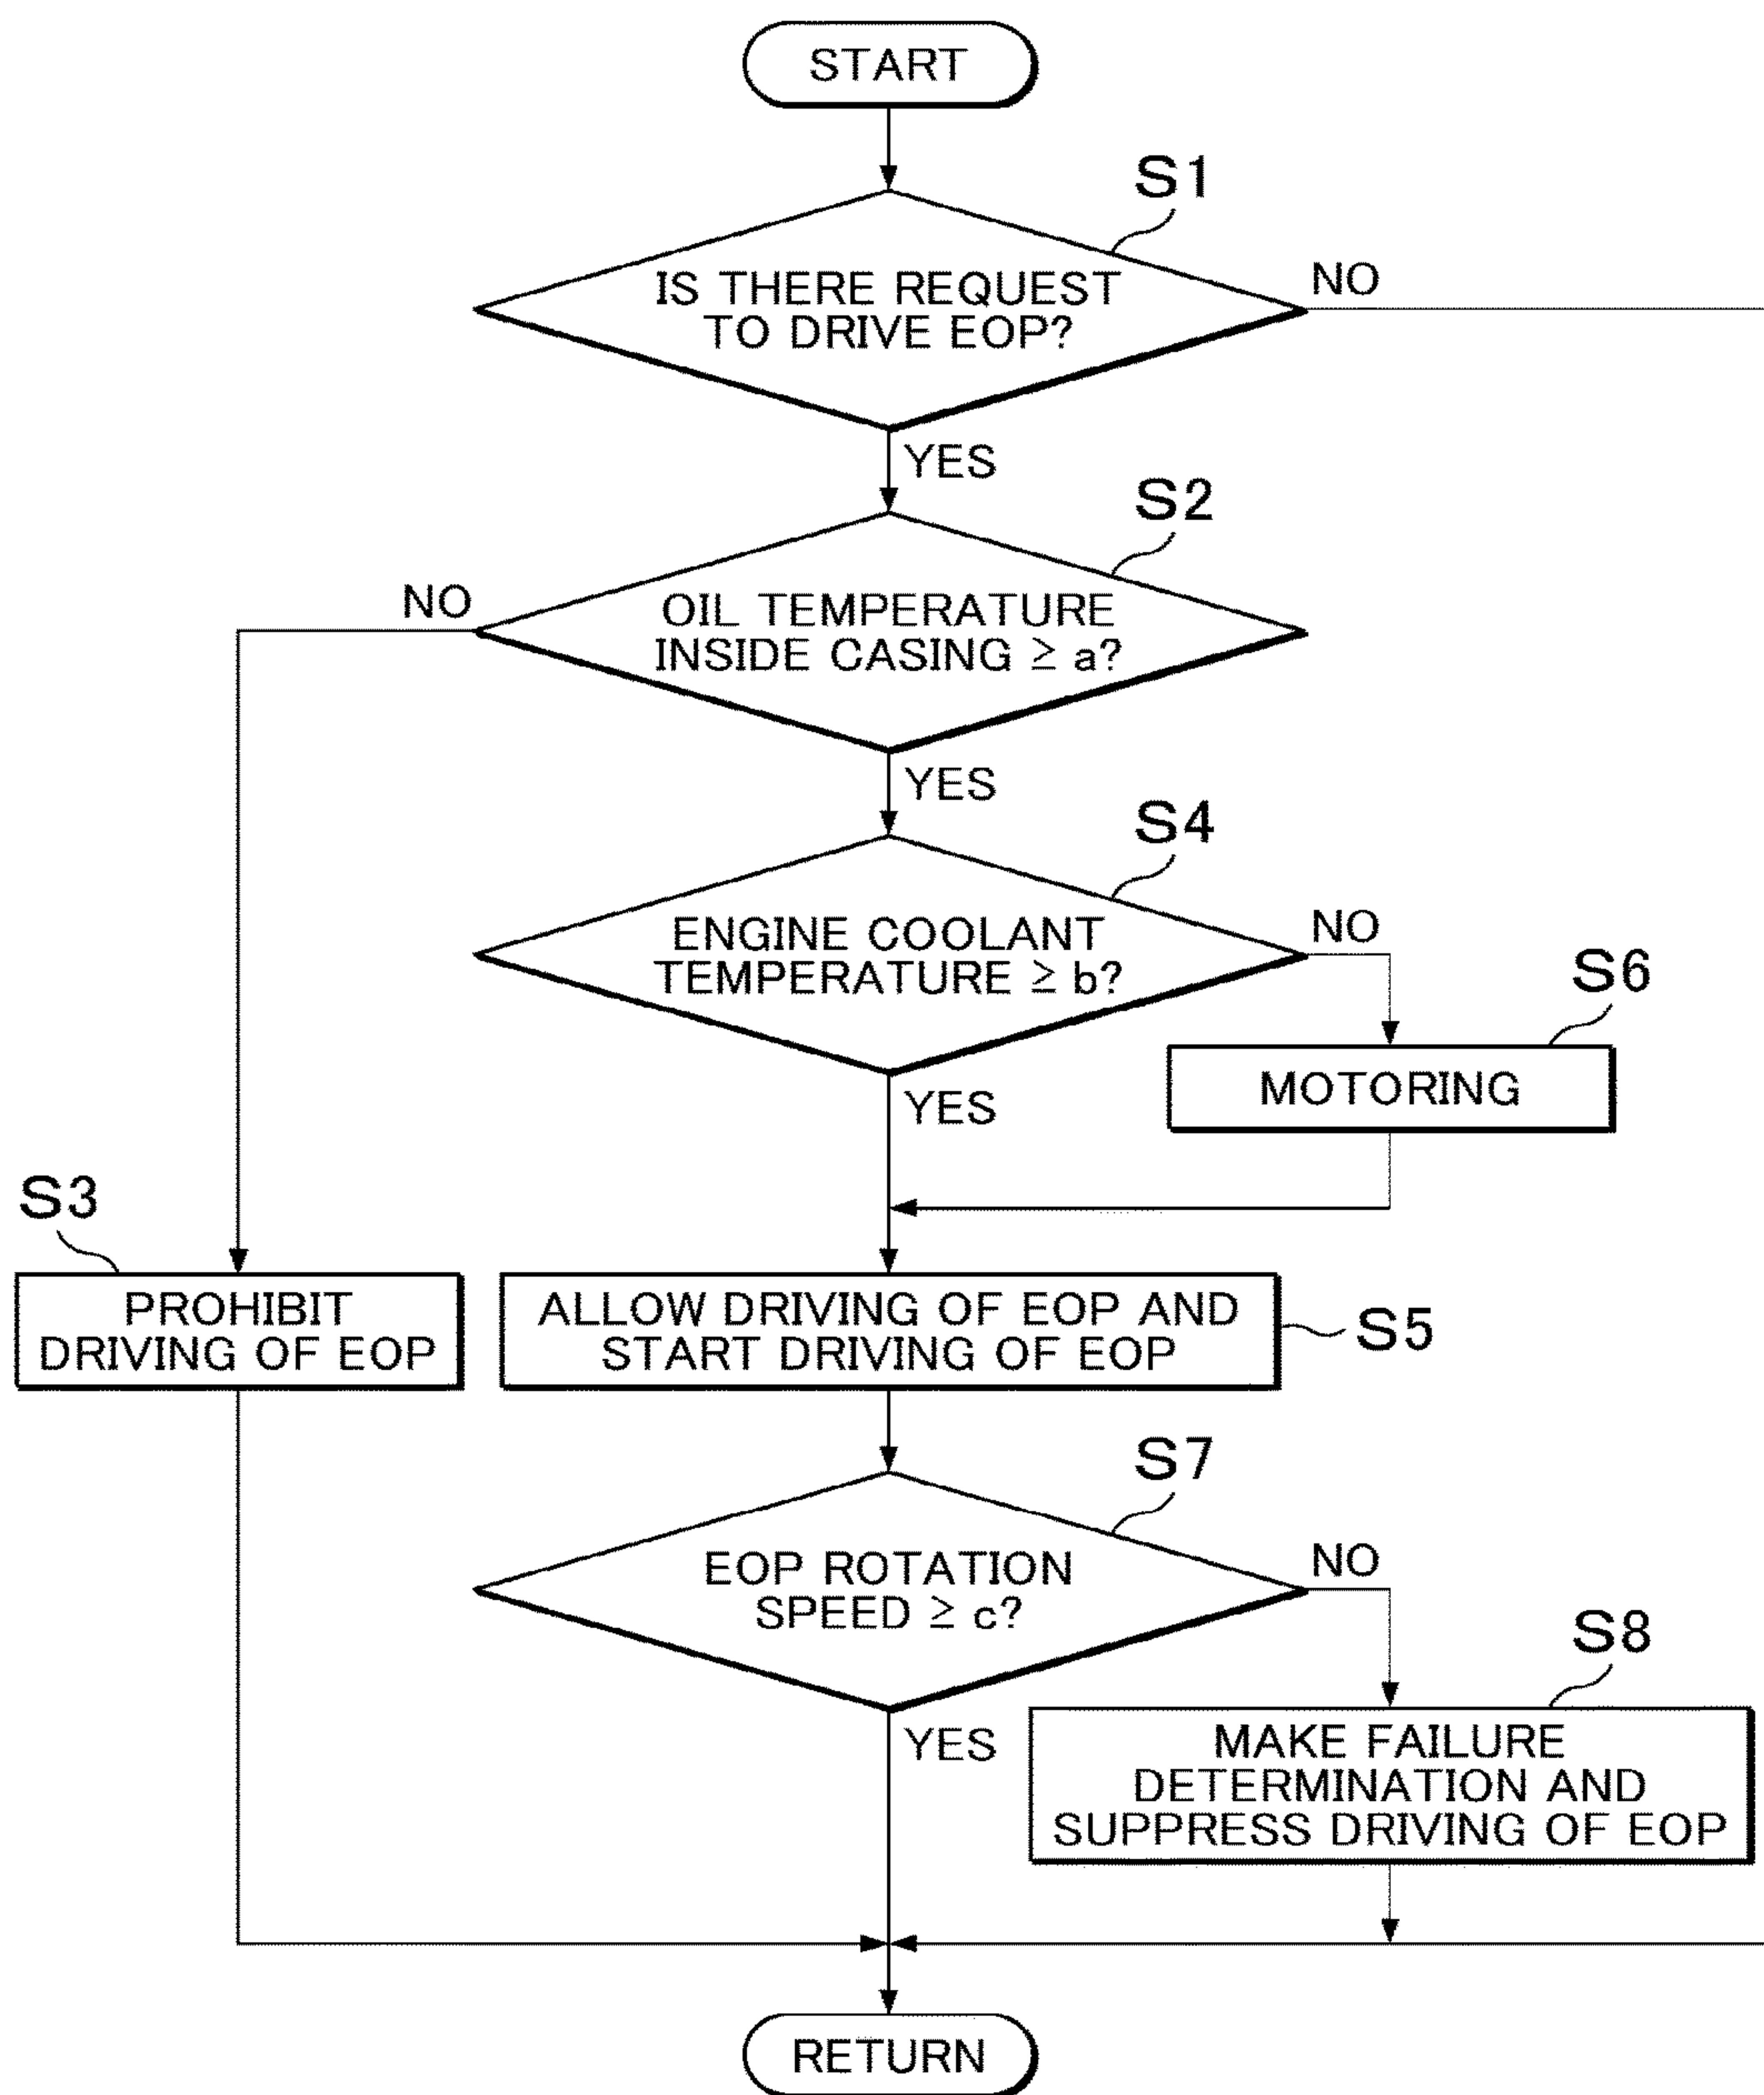 START
S1
IS THERE REQUEST
TO DRIVE EOP?
NO
YES
S2
NO
OIL TEMPERATURE
INSIDE CASING ≥ a?
YES
S4
ENGINE COOLANT
TEMPERATURE ≥ b?
NO
S6
MOTORING
YES
S3
PROHIBIT
DRIVING OF EOP
ALLOW DRIVING OF EOP AND
START DRIVING OF EOP
S5
S7
EOP ROTATION
SPEED ≥ c?
NO
S8
YES
MAKE FAILURE
DETERMINATION AND
SUPPRESS DRIVING OF EOP
RETURN